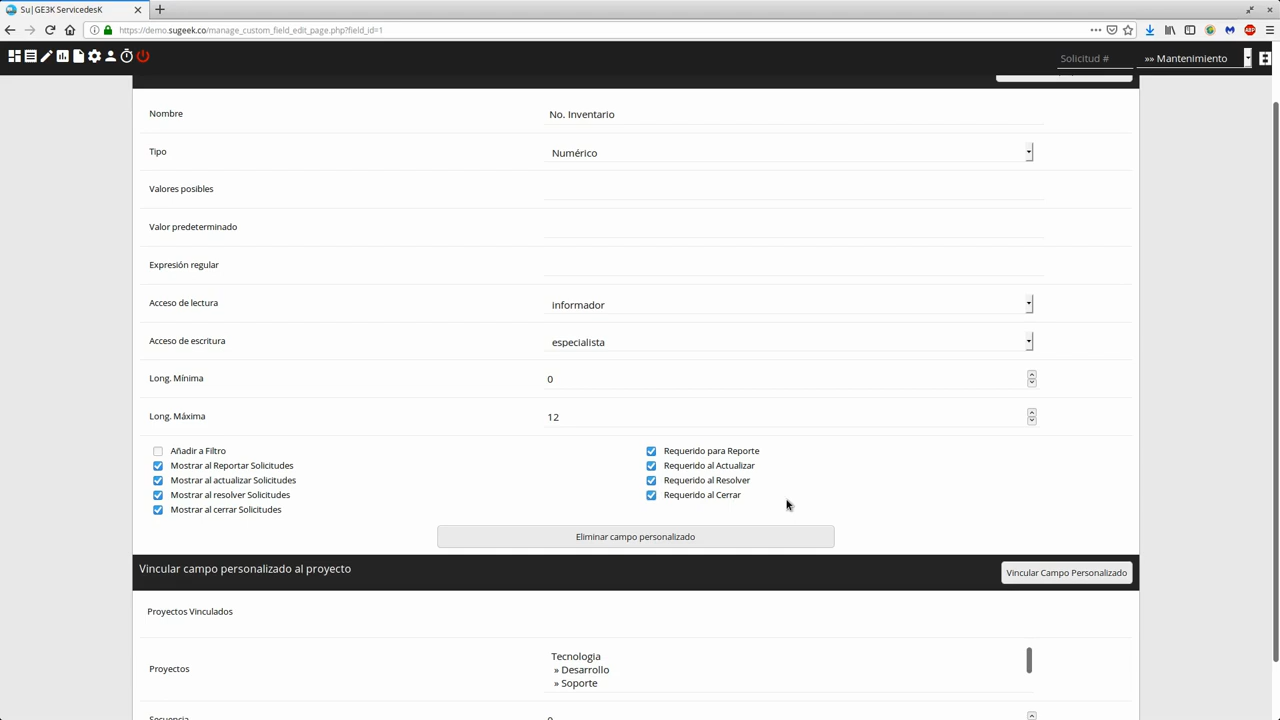 Su|GE3K ServicedesK
https://demo.sugeek.co/manage_custom_field_edit_page.php?field_id=1
Solicitud #
»» Mantenimiento
Nombre
No. Inventario
Tipo
Numérico
Valores posibles
Valor predeterminado
Expresión regular
Acceso de lectura
informador
Acceso de escritura
especialista
Long. Mínima
0
Long. Máxima
12
Añadir a Filtro
Requerido para Reporte
Mostrar al Reportar Solicitudes
Requerido al Actualizar
Mostrar al actualizar Solicitudes
Requerido al Resolver
Mostrar al resolver Solicitudes
Requerido al Cerrar
Mostrar al cerrar Solicitudes
Eliminar campo personalizado
Vincular campo personalizado al proyecto
Vincular Campo Personalizado
Proyectos Vinculados
Proyectos
Tecnologia
» Desarrollo
» Soporte
Secuencia
0
ABP